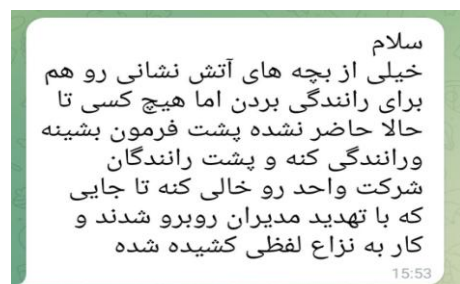 سلام
خیلی از بچه های آتش نشانی رو هم
برای رانندگی بردن اما هیچ کسی تا
حالا حاضر نشده پشت فرمون بشینه
ورانندگی کنه و پشت رانندگان
شرکت واحد رو خالی کنه تا جایی
که با تهدید مدیران روبرو شدند و
کار به نزاع لفظی کشیده شده
15:53